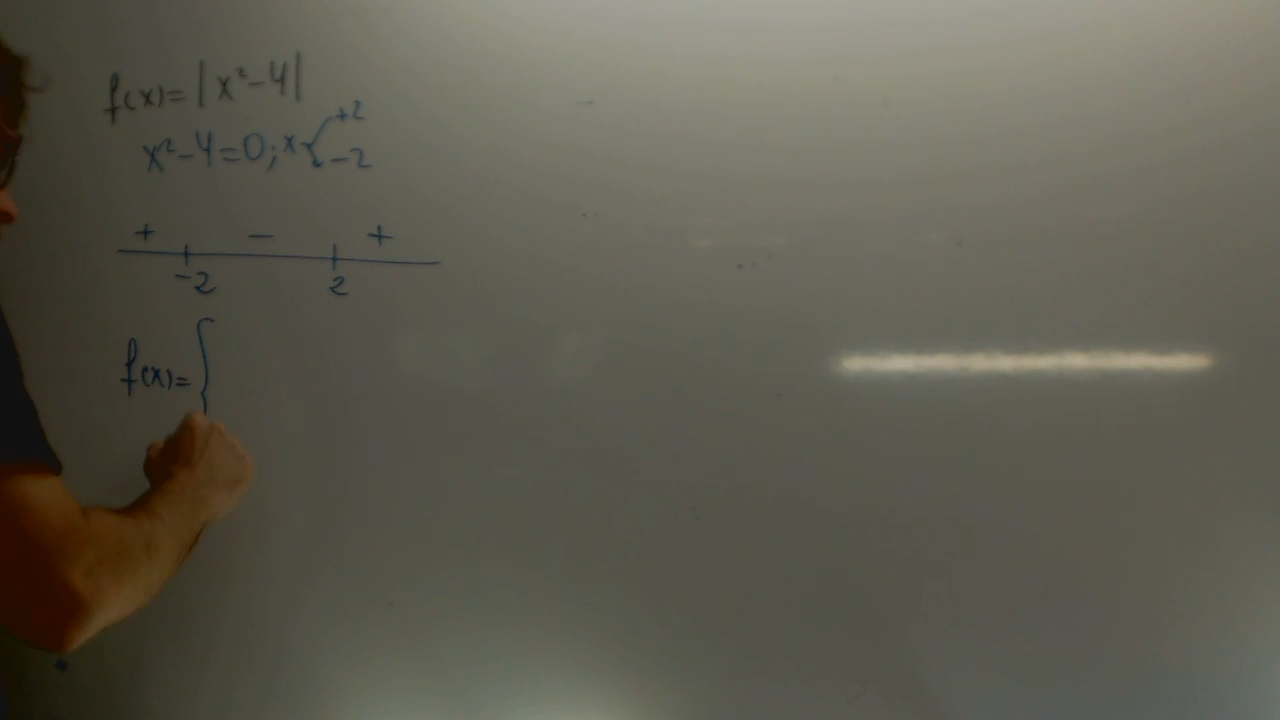 f(x)=|x²-4|
x²-4=0; x { +2
-2
+ - +
-2 2
f(x)= {